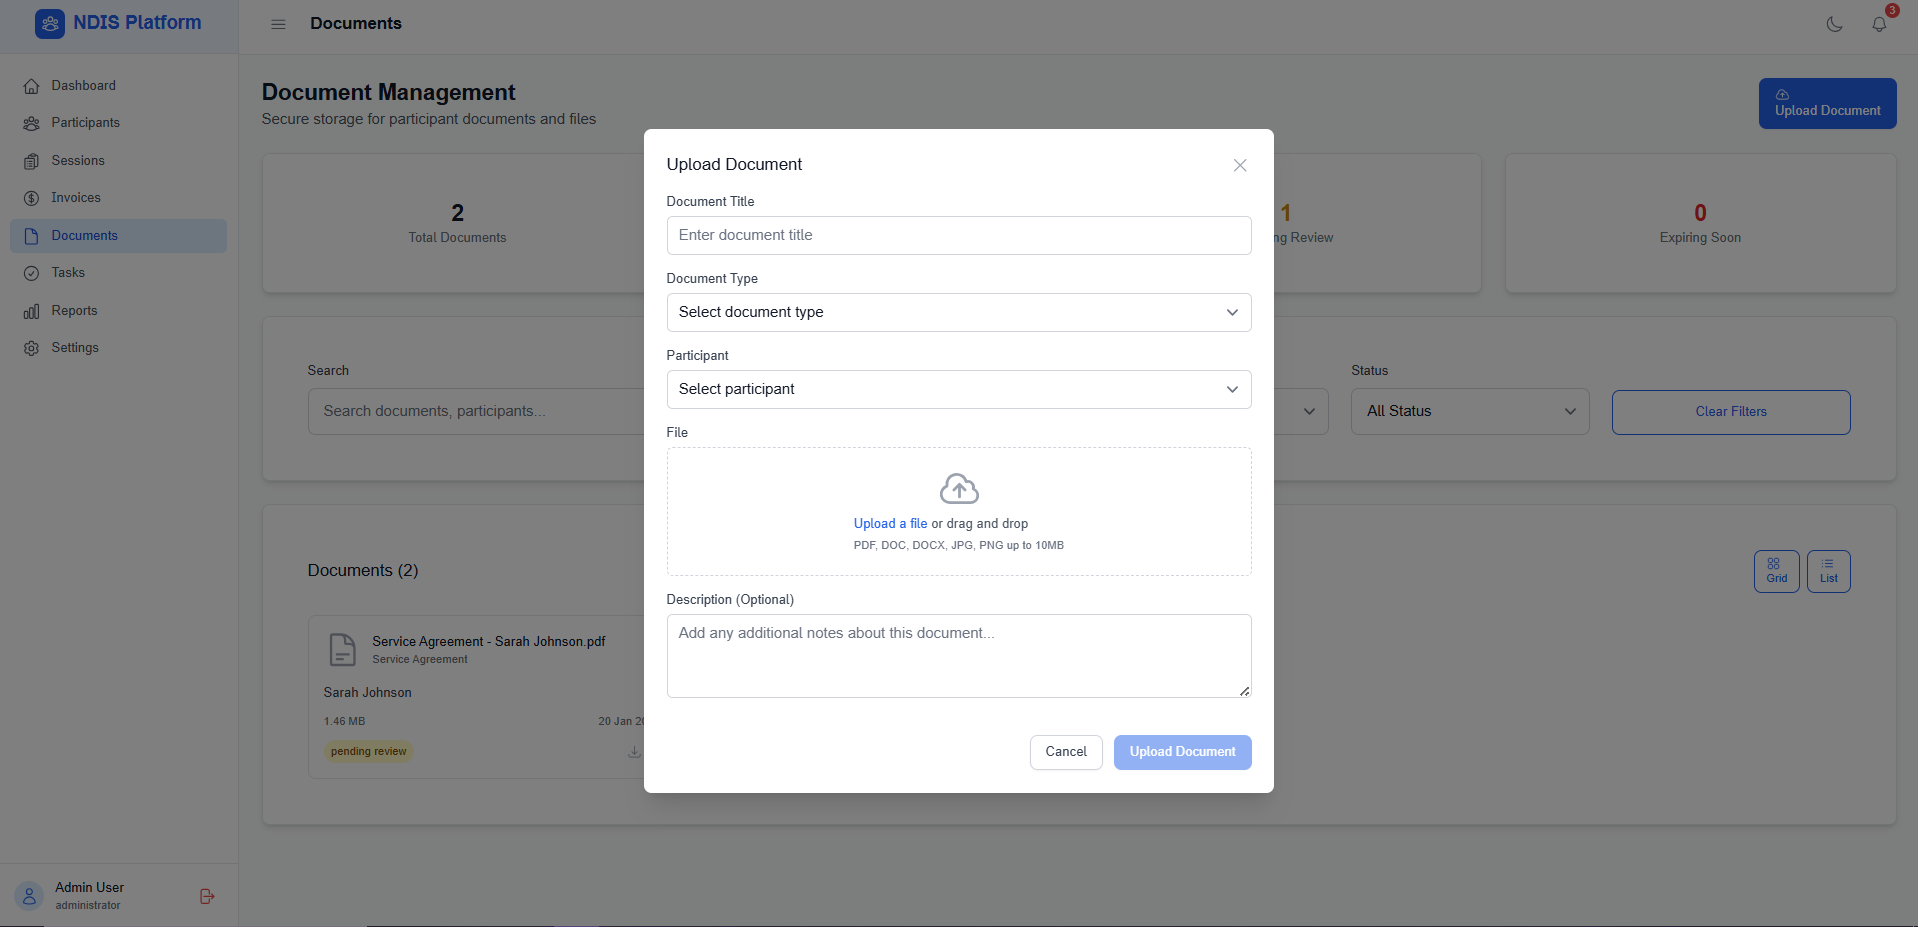 NDIS Platform
Documents
3
Dashboard
Participants
Sessions
Invoices
Documents
Tasks
Reports
Settings
Admin User
administrator
Document Management
Secure storage for participant documents and files
Upload Document
2
Total Documents
1
Review
0
Expiring Soon
Search
Search documents, participants...
Status
All Status
Clear Filters
Documents (2)
Grid
List
Service Agreement - Sarah Johnson.pdf
Service Agreement
Sarah Johnson
1.46 MB
20 Jan
pending review
Upload Document
Document Title
Enter document title
Document Type
Select document type
Participant
Select participant
File
Upload a file or drag and drop
PDF, DOC, DOCX, JPG, PNG up to 10MB
Description (Optional)
Add any additional notes about this document...
Cancel
Upload Document